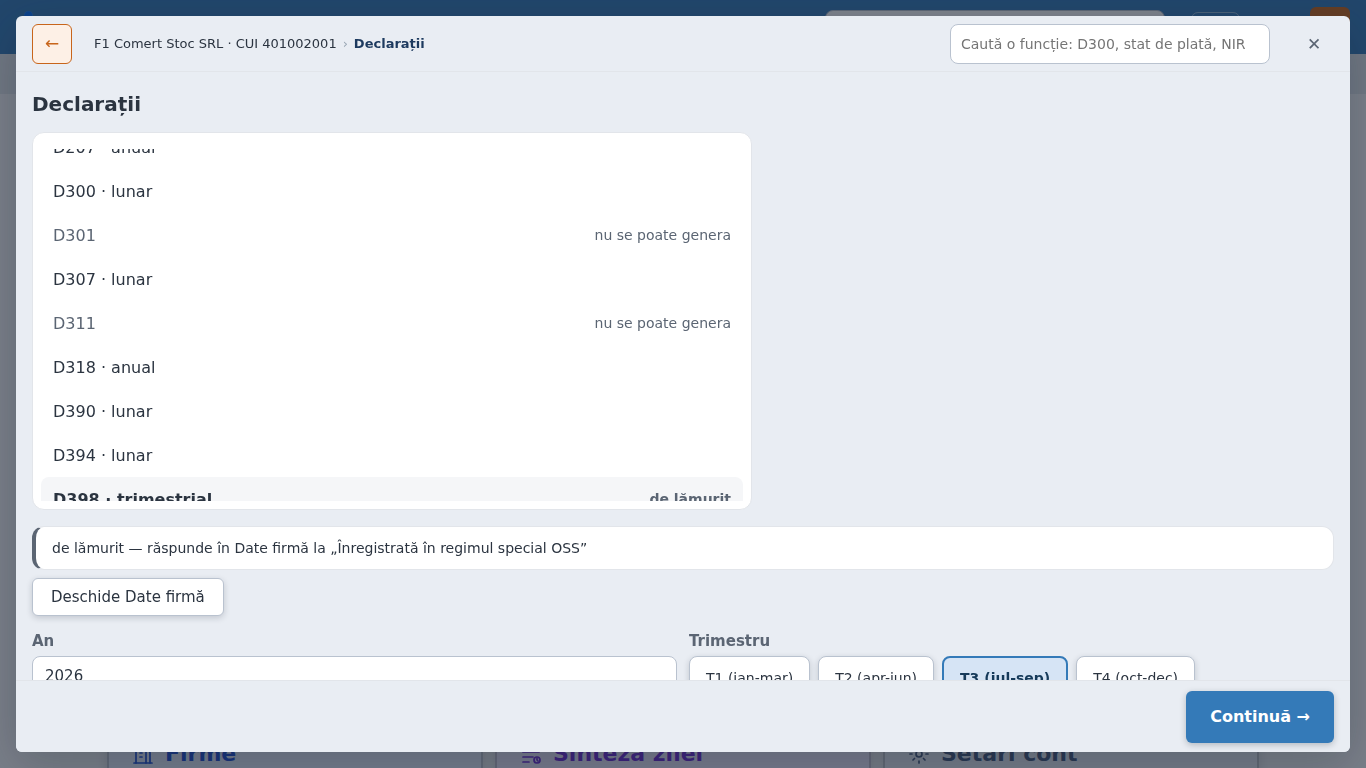 ← F1 Comert Stoc SRL · CUI 401002001 › Declarații Caută o funcție: D300, stat de plată, NIR ✕
Declarații
D207 · anual
D300 · lunar
D301 nu se poate genera
D307 · lunar
D311 nu se poate genera
D318 · anual
D390 · lunar
D394 · lunar
D398 · trimestrial de lămurit
de lămurit — răspunde în Date firmă la „Înregistrată în regimul special OSS”
Deschide Date firmă
An Trimestru
2026 T1 (ian-mar) T2 (apr-iun) T3 (iul-sep) T4 (oct-dec)
Continuă →
Firme Sinteza zilei Setări cont